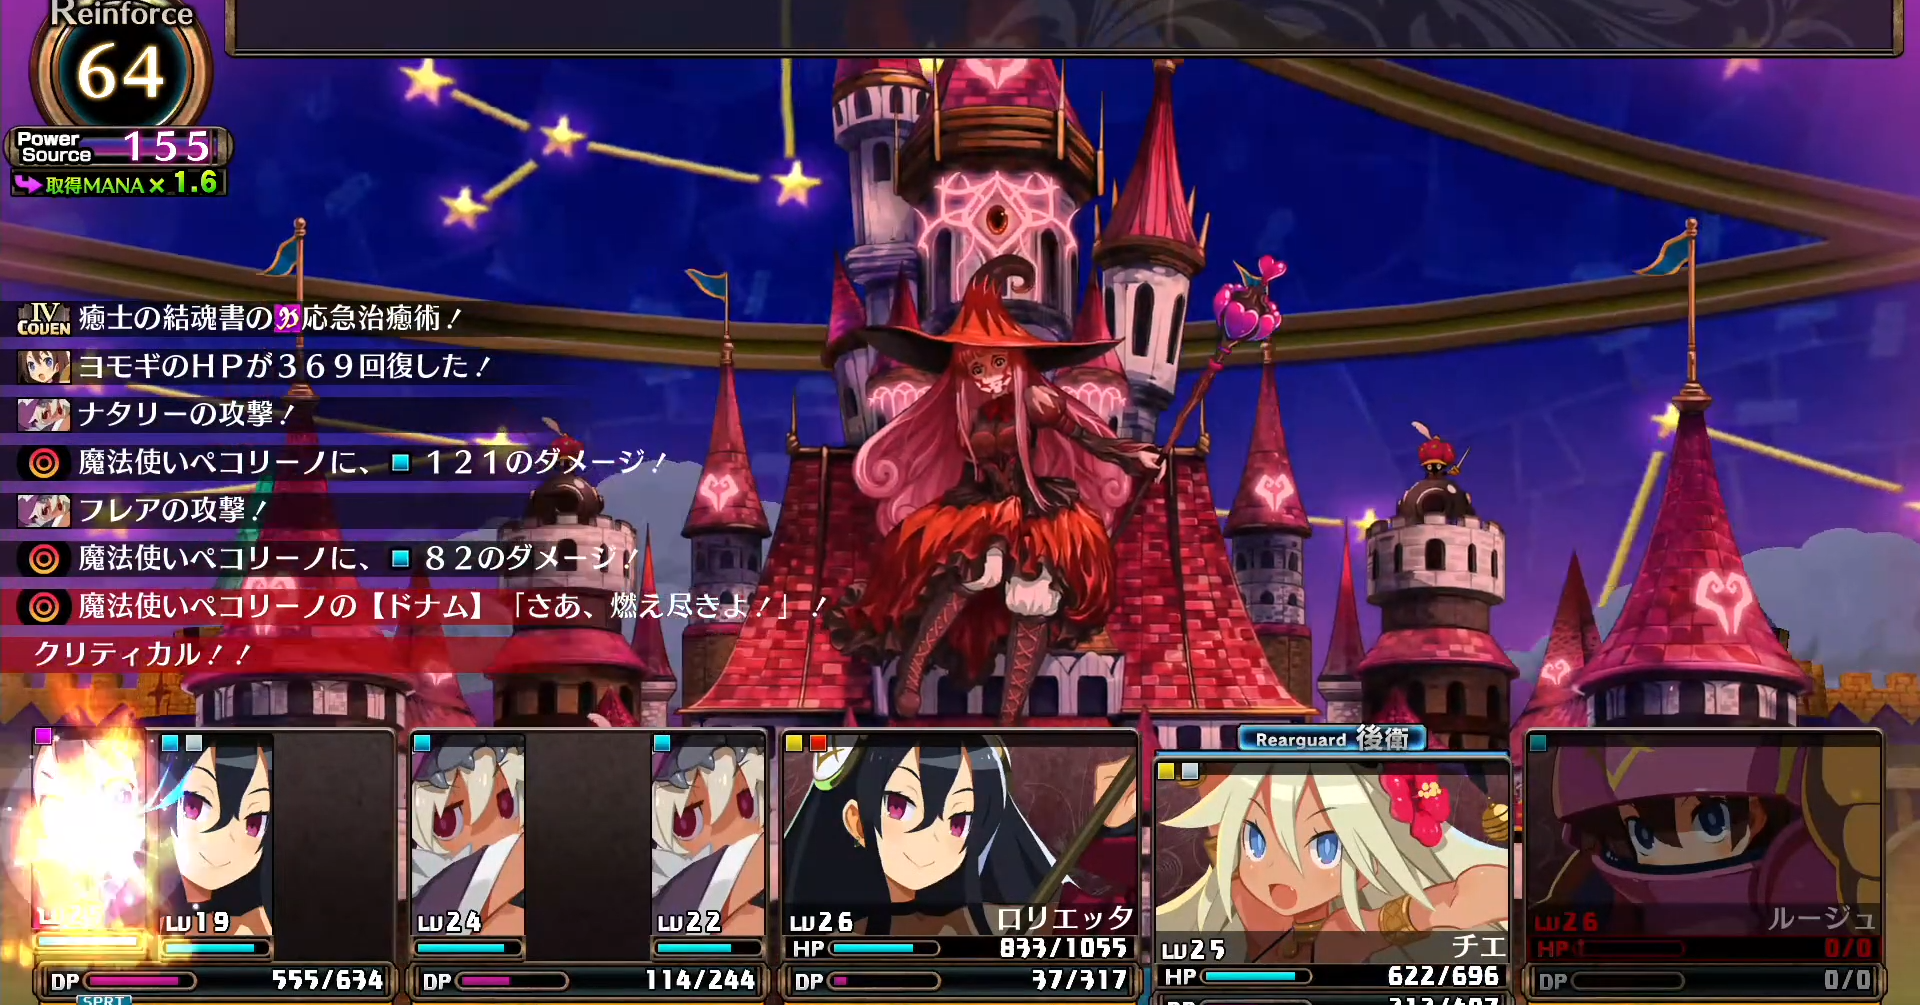 Reinforce
64
Power Source 155
取得MANA × 1.6
IV COVEN 癒士の結魂書の𝕭応急治癒術！
ヨモギのＨＰが３６９回復した！
ナタリーの攻撃！
魔法使いペコリーノに、１２１のダメージ！
フレアの攻撃！
魔法使いペコリーノに、８２のダメージ！
魔法使いペコリーノの【ドナム】「さあ、燃え尽きよ！」！
クリティカル！！
Rearguard 後衛
LV19
LV24
LV22
LV26 ロリエッタ
HP 833/1055
LV25 チエ
HP 622/696
LV26 ルージュ
HP 0/0
DP 555/634
DP 114/244
DP 37/317
DP 0/0
SPRT